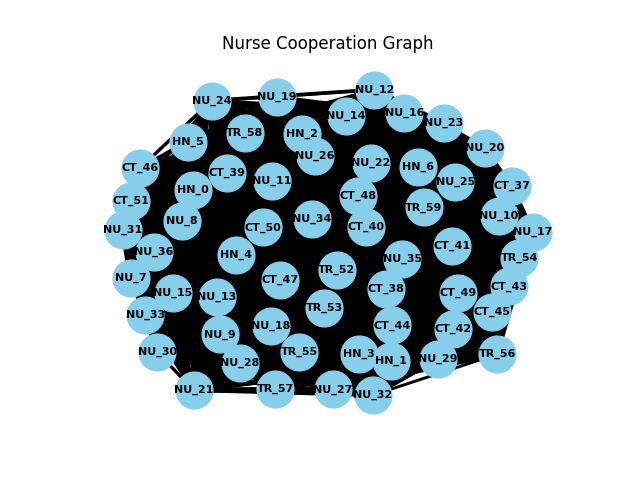 Nurse Cooperation Graph
NU_12
NU_19
NU_24
NU_16
NU_14
NU_23
TR_58
HN_2
HN_5
NU_20
NU_26
NU_22
HN_6
CT_46
CT_39
NU_11
NU_25
CT_37
HN_0
CT_48
CT_51
TR_59
NU_10
NU_8
NU_34
CT_50
CT_40
NU_31
NU_17
CT_41
NU_36
HN_4
NU_35
TR_54
TR_52
NU_7
CT_47
CT_43
CT_38
NU_15
CT_49
NU_13
TR_53
CT_45
NU_33
CT_44
NU_18
CT_42
NU_9
NU_30
TR_55
HN_3
TR_56
NU_29
HN_1
NU_28
NU_21
TR_57
NU_27
NU_32